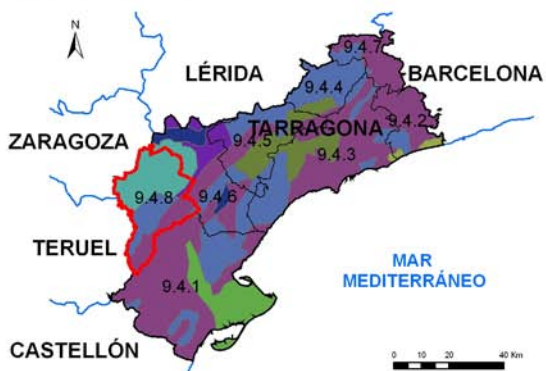 N
LÉRIDA
BARCELONA
ZARAGOZA
TARRAGONA
TERUEL
CASTELLÓN
9.4.7
9.4.4
9.4.2
9.4.5
9.4.3
9.4.8
9.4.6
9.4.1
MAR
MEDITERRÁNEO
0 10 20 40 Km